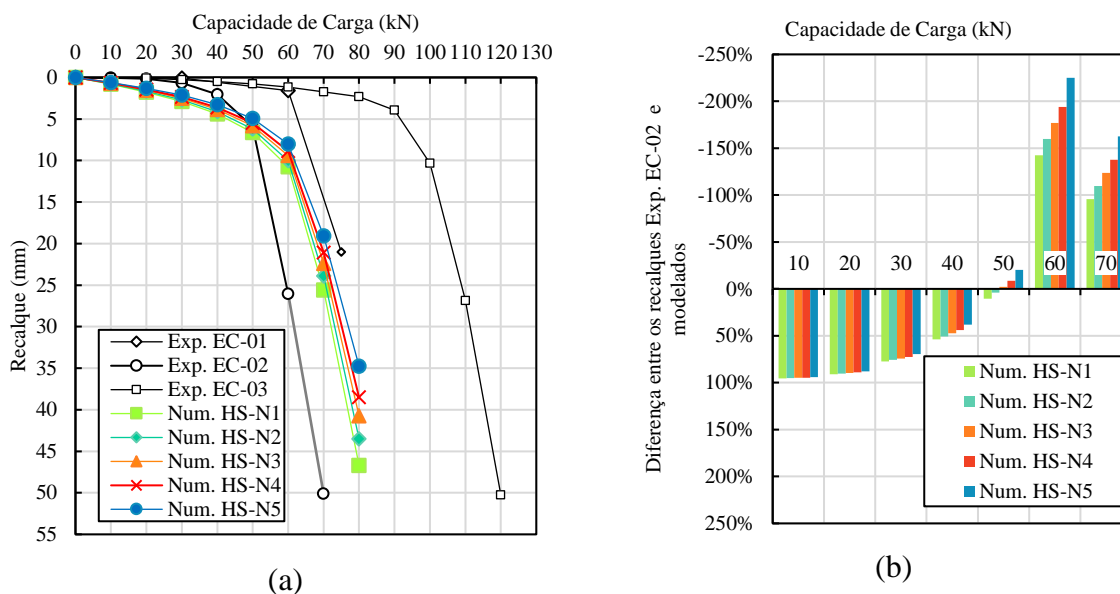 Capacidade de Carga (kN)
0 10 20 30 40 50 60 70 80 90 100 110 120 130
0
5
10
15
20
25
30
35
40
45
50
55
Recalque (mm)
Exp. EC-01
Exp. EC-02
Exp. EC-03
Num. HS-N1
Num. HS-N2
Num. HS-N3
Num. HS-N4
Num. HS-N5
(a)
Capacidade de Carga (kN)
-250%
-200%
-150%
-100%
-50%
0%
50%
100%
150%
200%
250%
Diferença entre os recalques Exp. EC-02 e
modelados
10 20 30 40 50 60 70
Num. HS-N1
Num. HS-N2
Num. HS-N3
Num. HS-N4
Num. HS-N5
(b)